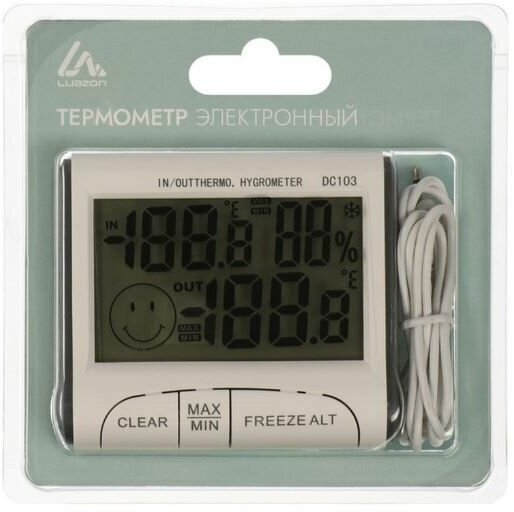 LUAZON
ТЕРМОМЕТР ЭЛЕКТРОННЫЙ
IN/OUTTHERMO. HYGROMETER DC103
IN -188.8 °F MAX MIN 188 %
OUT -188.8 °F
MAX MIN
CLEAR MAX MIN FREEZE ALT